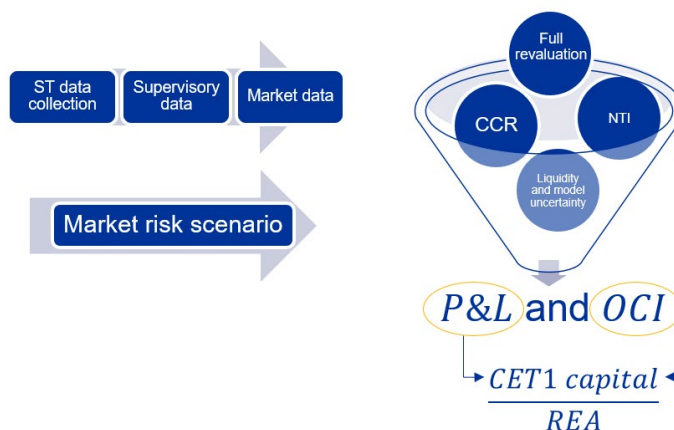 ST data
collection
Supervisory
data
Market data
Market risk scenario
Full
revaluation
CCR
NTI
Liquidity
and model
uncertainty
P&L and OCI
CET1 capital
REA